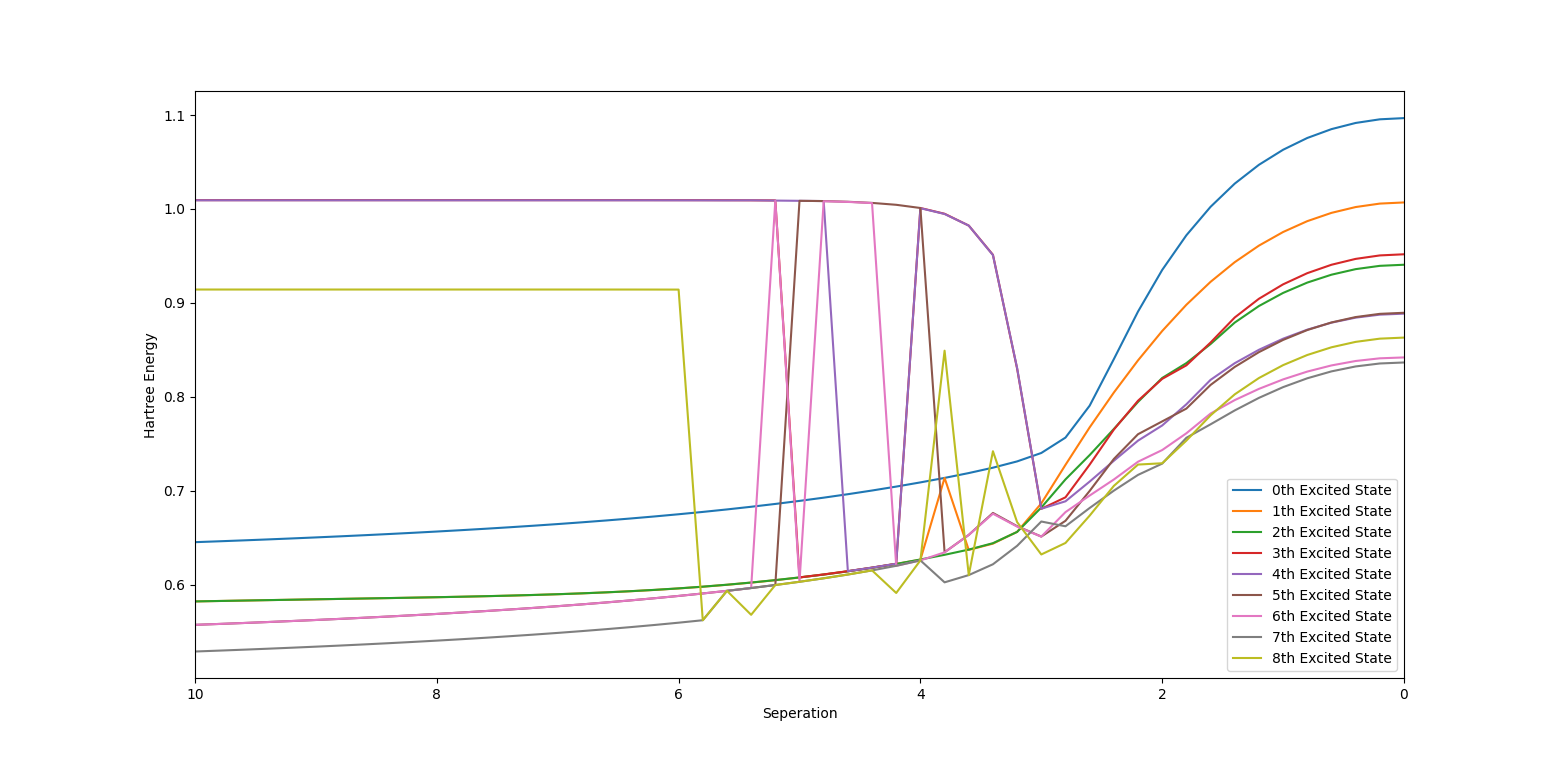 1.1
1.0
0.9
0.8
0.7
0.6
Hartree Energy
10
8
6
4
2
0
Seperation
0th Excited State
1th Excited State
2th Excited State
3th Excited State
4th Excited State
5th Excited State
6th Excited State
7th Excited State
8th Excited State